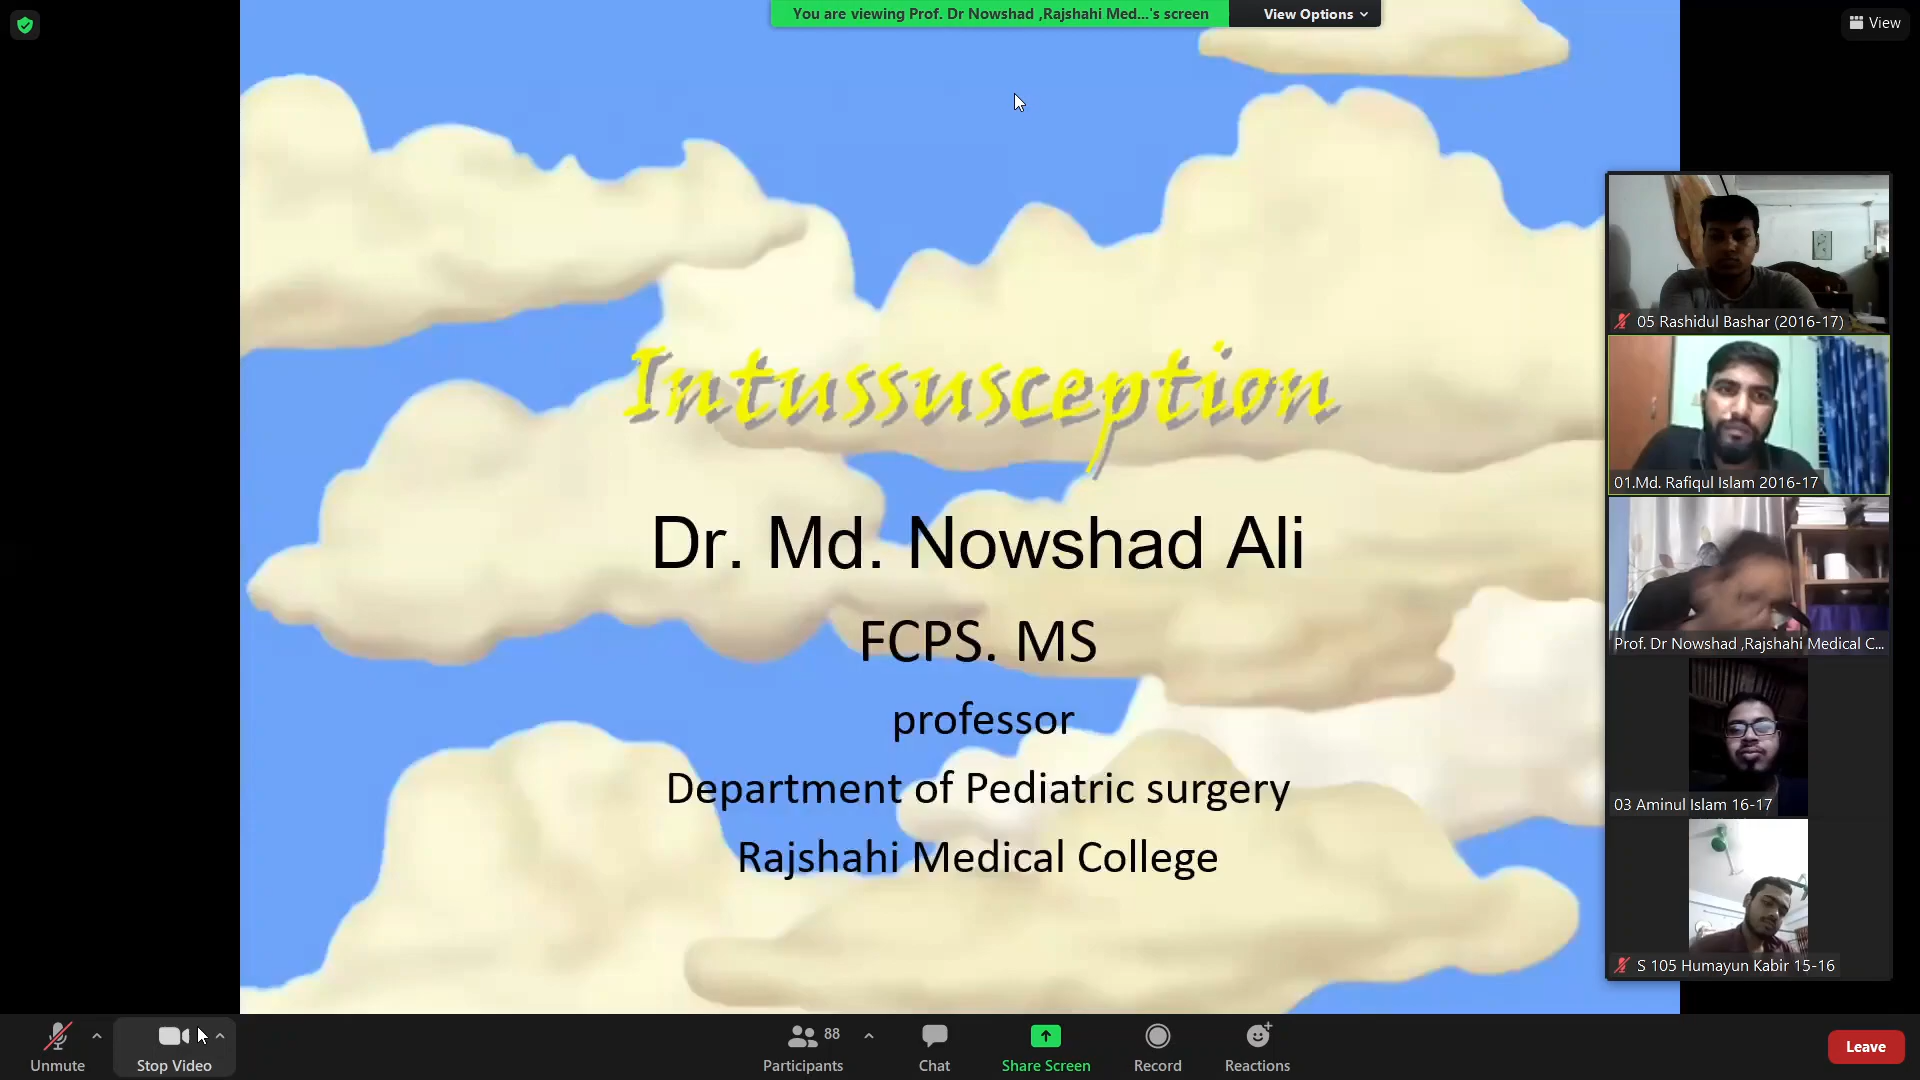 You are viewing Prof. Dr Nowshad ,Rajshahi Med...'s screen
View Options
View
Intussusception
Dr. Md. Nowshad Ali
FCPS. MS
professor
Department of Pediatric surgery
Rajshahi Medical College
05 Rashidul Bashar (2016-17)
01.Md. Rafiqul Islam 2016-17
Prof. Dr Nowshad ,Rajshahi Medical C...
03 Aminul Islam 16-17
S 105 Humayun Kabir 15-16
Unmute
Stop Video
88
Participants
Chat
Share Screen
Record
Reactions
Leave